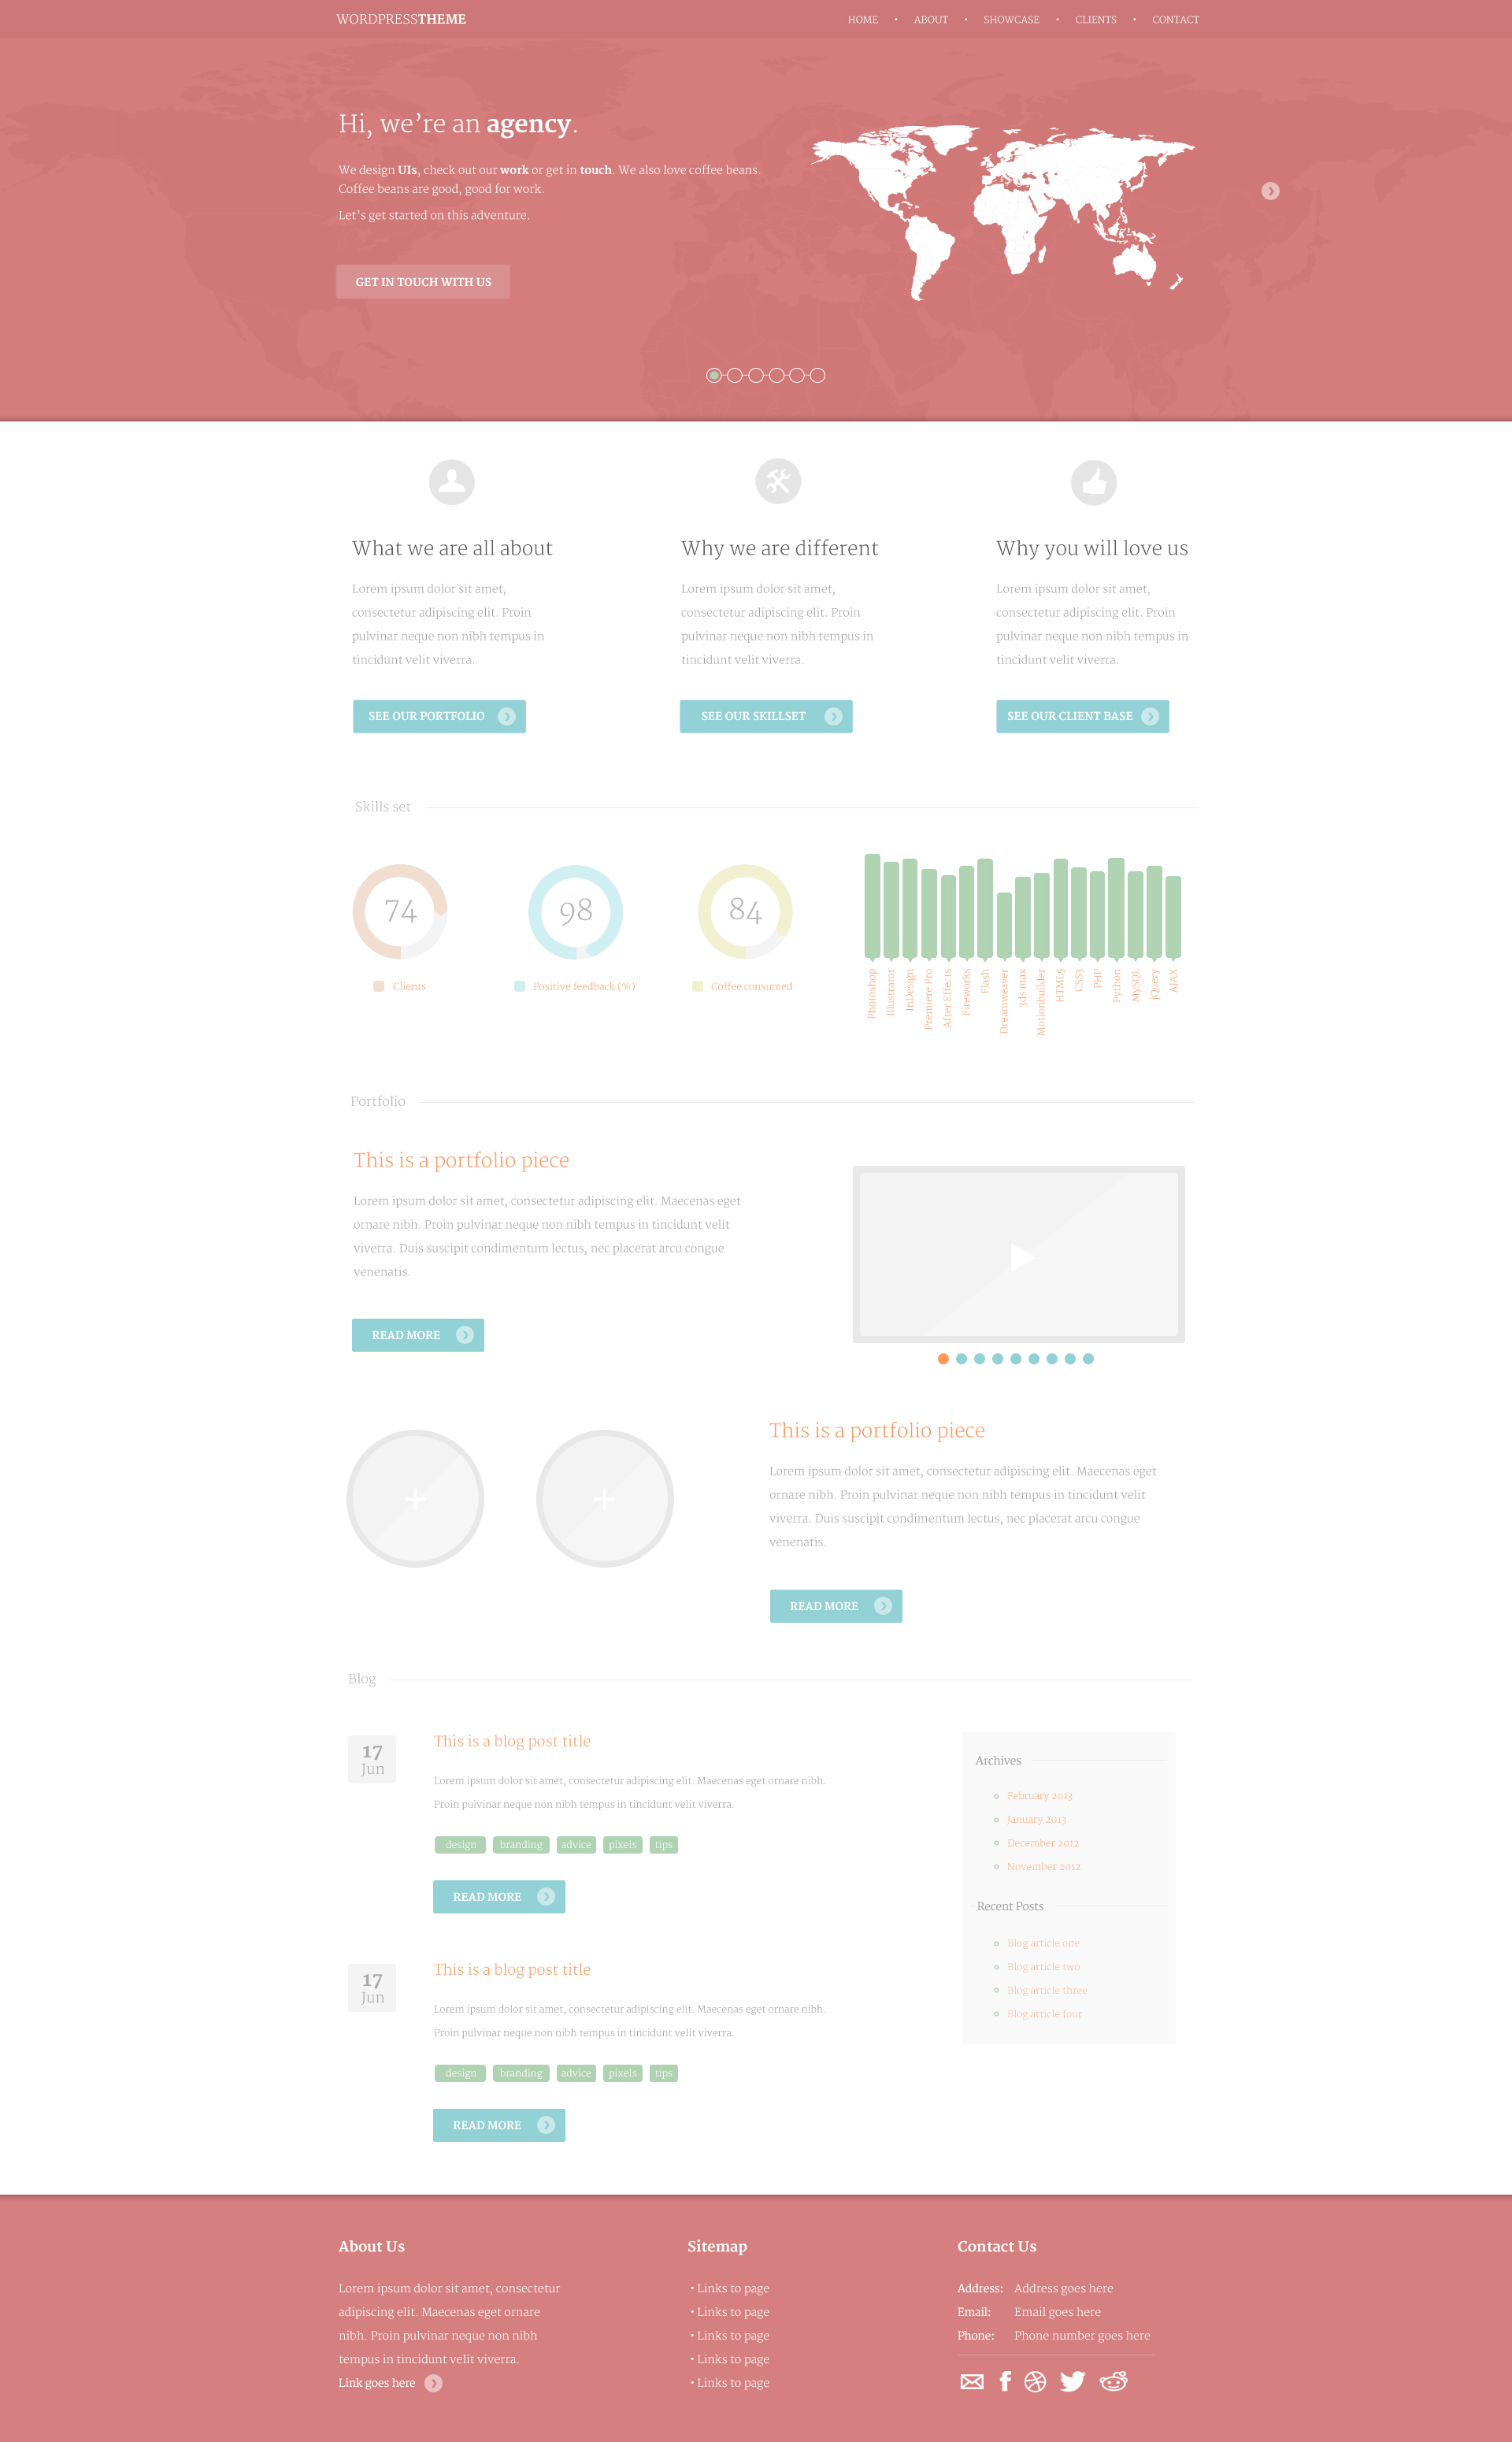 WORDPRESSTHEME
HOME • ABOUT • SHOWCASE • CLIENTS • CONTACT
Hi, we’re an agency.
We design UIs, check out our work or get in touch. We also love coffee beans.
Coffee beans are good, good for work.
Let’s get started on this adventure.
GET IN TOUCH WITH US
What we are all about
Lorem ipsum dolor sit amet,
consectetur adipiscing elit. Proin
pulvinar neque non nibh tempus in
tincidunt velit viverra.
SEE OUR PORTFOLIO
Why we are different
Lorem ipsum dolor sit amet,
consectetur adipiscing elit. Proin
pulvinar neque non nibh tempus in
tincidunt velit viverra.
SEE OUR SKILLSET
Why you will love us
Lorem ipsum dolor sit amet,
consectetur adipiscing elit. Proin
pulvinar neque non nibh tempus in
tincidunt velit viverra.
SEE OUR CLIENT BASE
Skills set
74
Clients
98
Positive feedback (%)
84
Coffee consumed
Photoshop
Illustrator
InDesign
Premiere Pro
After Effects
Fireworks
Flash
Dreamweaver
3ds max
Motionbuilder
HTML5
CSS3
PHP
Python
MySQL
jQuery
AJAX
Portfolio
This is a portfolio piece
Lorem ipsum dolor sit amet, consectetur adipiscing elit. Maecenas eget
ornare nibh. Proin pulvinar neque non nibh tempus in tincidunt velit
viverra. Duis suscipit condimentum lectus, nec placerat arcu congue
venenatis.
READ MORE
This is a portfolio piece
Lorem ipsum dolor sit amet, consectetur adipiscing elit. Maecenas eget
ornare nibh. Proin pulvinar neque non nibh tempus in tincidunt velit
viverra. Duis suscipit condimentum lectus, nec placerat arcu congue
venenatis.
READ MORE
Blog
17
Jun
This is a blog post title
Lorem ipsum dolor sit amet, consectetur adipiscing elit. Maecenas eget ornare nibh.
Proin pulvinar neque non nibh tempus in tincidunt velit viverra.
design branding advice pixels tips
READ MORE
17
Jun
This is a blog post title
Lorem ipsum dolor sit amet, consectetur adipiscing elit. Maecenas eget ornare nibh.
Proin pulvinar neque non nibh tempus in tincidunt velit viverra.
design branding advice pixels tips
READ MORE
Archives
February 2013
January 2013
December 2012
November 2012
Recent Posts
Blog article one
Blog article two
Blog article three
Blog article four
About Us
Lorem ipsum dolor sit amet, consectetur
adipiscing elit. Maecenas eget ornare
nibh. Proin pulvinar neque non nibh
tempus in tincidunt velit viverra.
Link goes here
Sitemap
• Links to page
• Links to page
• Links to page
• Links to page
• Links to page
Contact Us
Address: Address goes here
Email: Email goes here
Phone: Phone number goes here